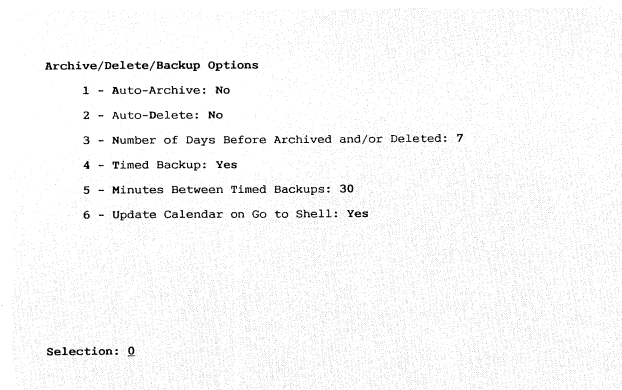 Archive/Delete/Backup Options
1 - Auto-Archive: No
2 - Auto-Delete: No
3 - Number of Days Before Archived and/or Deleted: 7
4 - Timed Backup: Yes
5 - Minutes Between Timed Backups: 30
6 - Update Calendar on Go to Shell: Yes
Selection: 0